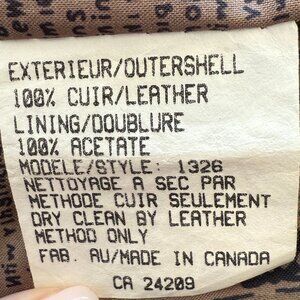 EXTERIEUR/OUTERSHELL
100% CUIR/LEATHER
LINING/DOUBLURE
100% ACETATE
MODELE/STYLE: 1326
NETTOYAGE A SEC PAR
METHODE CUIR SEULEMENT
DRY CLEAN BY LEATHER
METHOD ONLY
FAB. AU/MADE IN CANADA
CA 24209